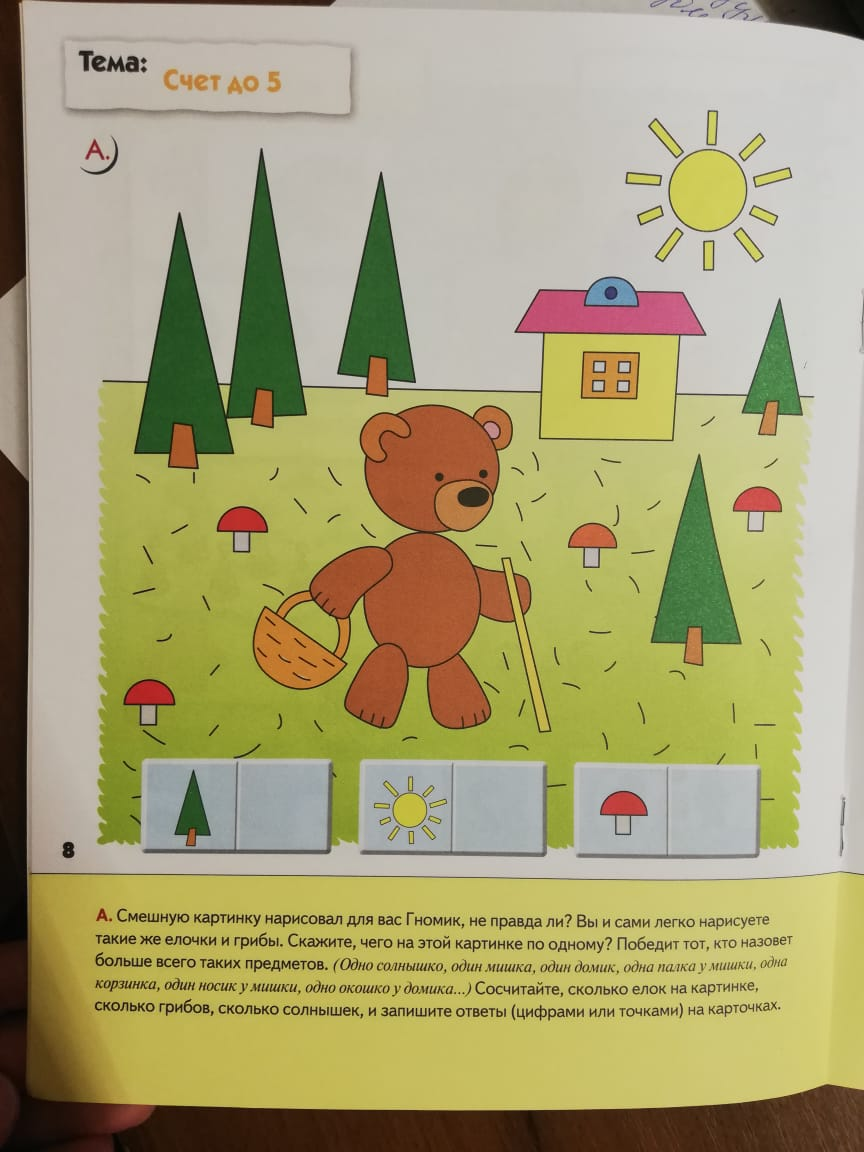 Тема:
Счет до 5
А.
8
А. Смешную картинку нарисовал для вас Гномик, не правда ли? Вы и сами легко нарисуете
такие же елочки и грибы. Скажите, чего на этой картинке по одному? Победит тот, кто назовет
больше всего таких предметов. (Одно солнышко, один мишка, один домик, одна палка у мишки, одна
корзинка, один носик у мишки, одно окошко у домика...) Сосчитайте, сколько елок на картинке,
сколько грибов, сколько солнышек, и запишите ответы (цифрами или точками) на карточках.